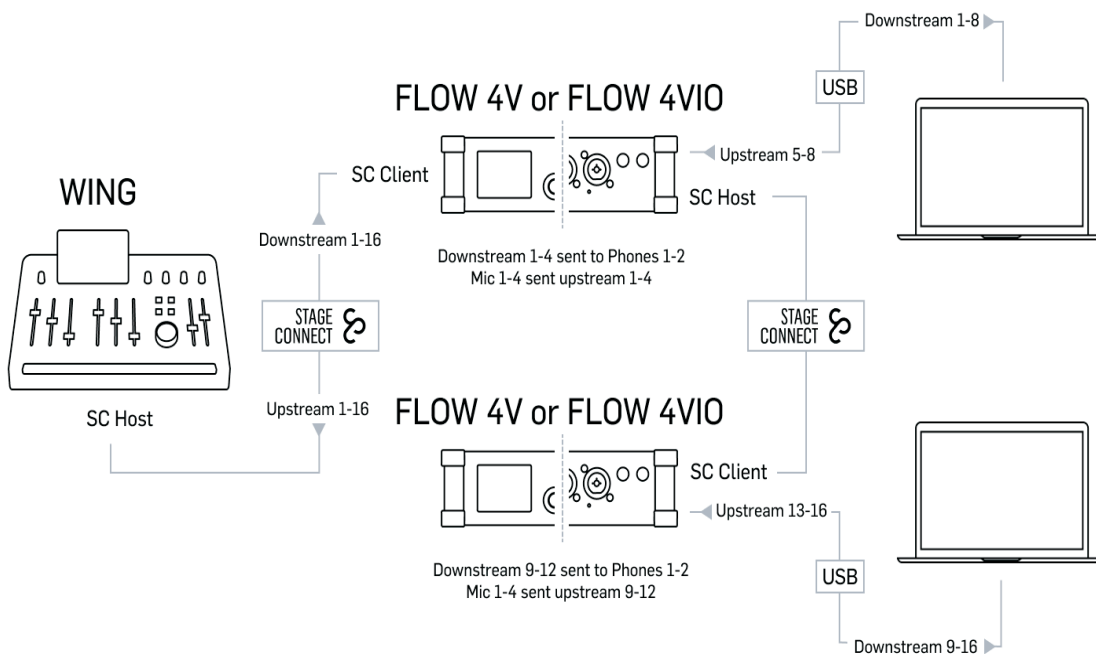 Downstream 1-8
USB
FLOW 4V or FLOW 4VIO
Upstream 5-8
SC Client
SC Host
WING
Downstream 1-16
Downstream 1-4 sent to Phones 1-2
Mic 1-4 sent upstream 1-4
STAGE
CONNECT
STAGE
CONNECT
Upstream 1-16
SC Host
FLOW 4V or FLOW 4VIO
SC Client
Upstream 13-16
Downstream 9-12 sent to Phones 1-2
Mic 1-4 sent upstream 9-12
USB
Downstream 9-16